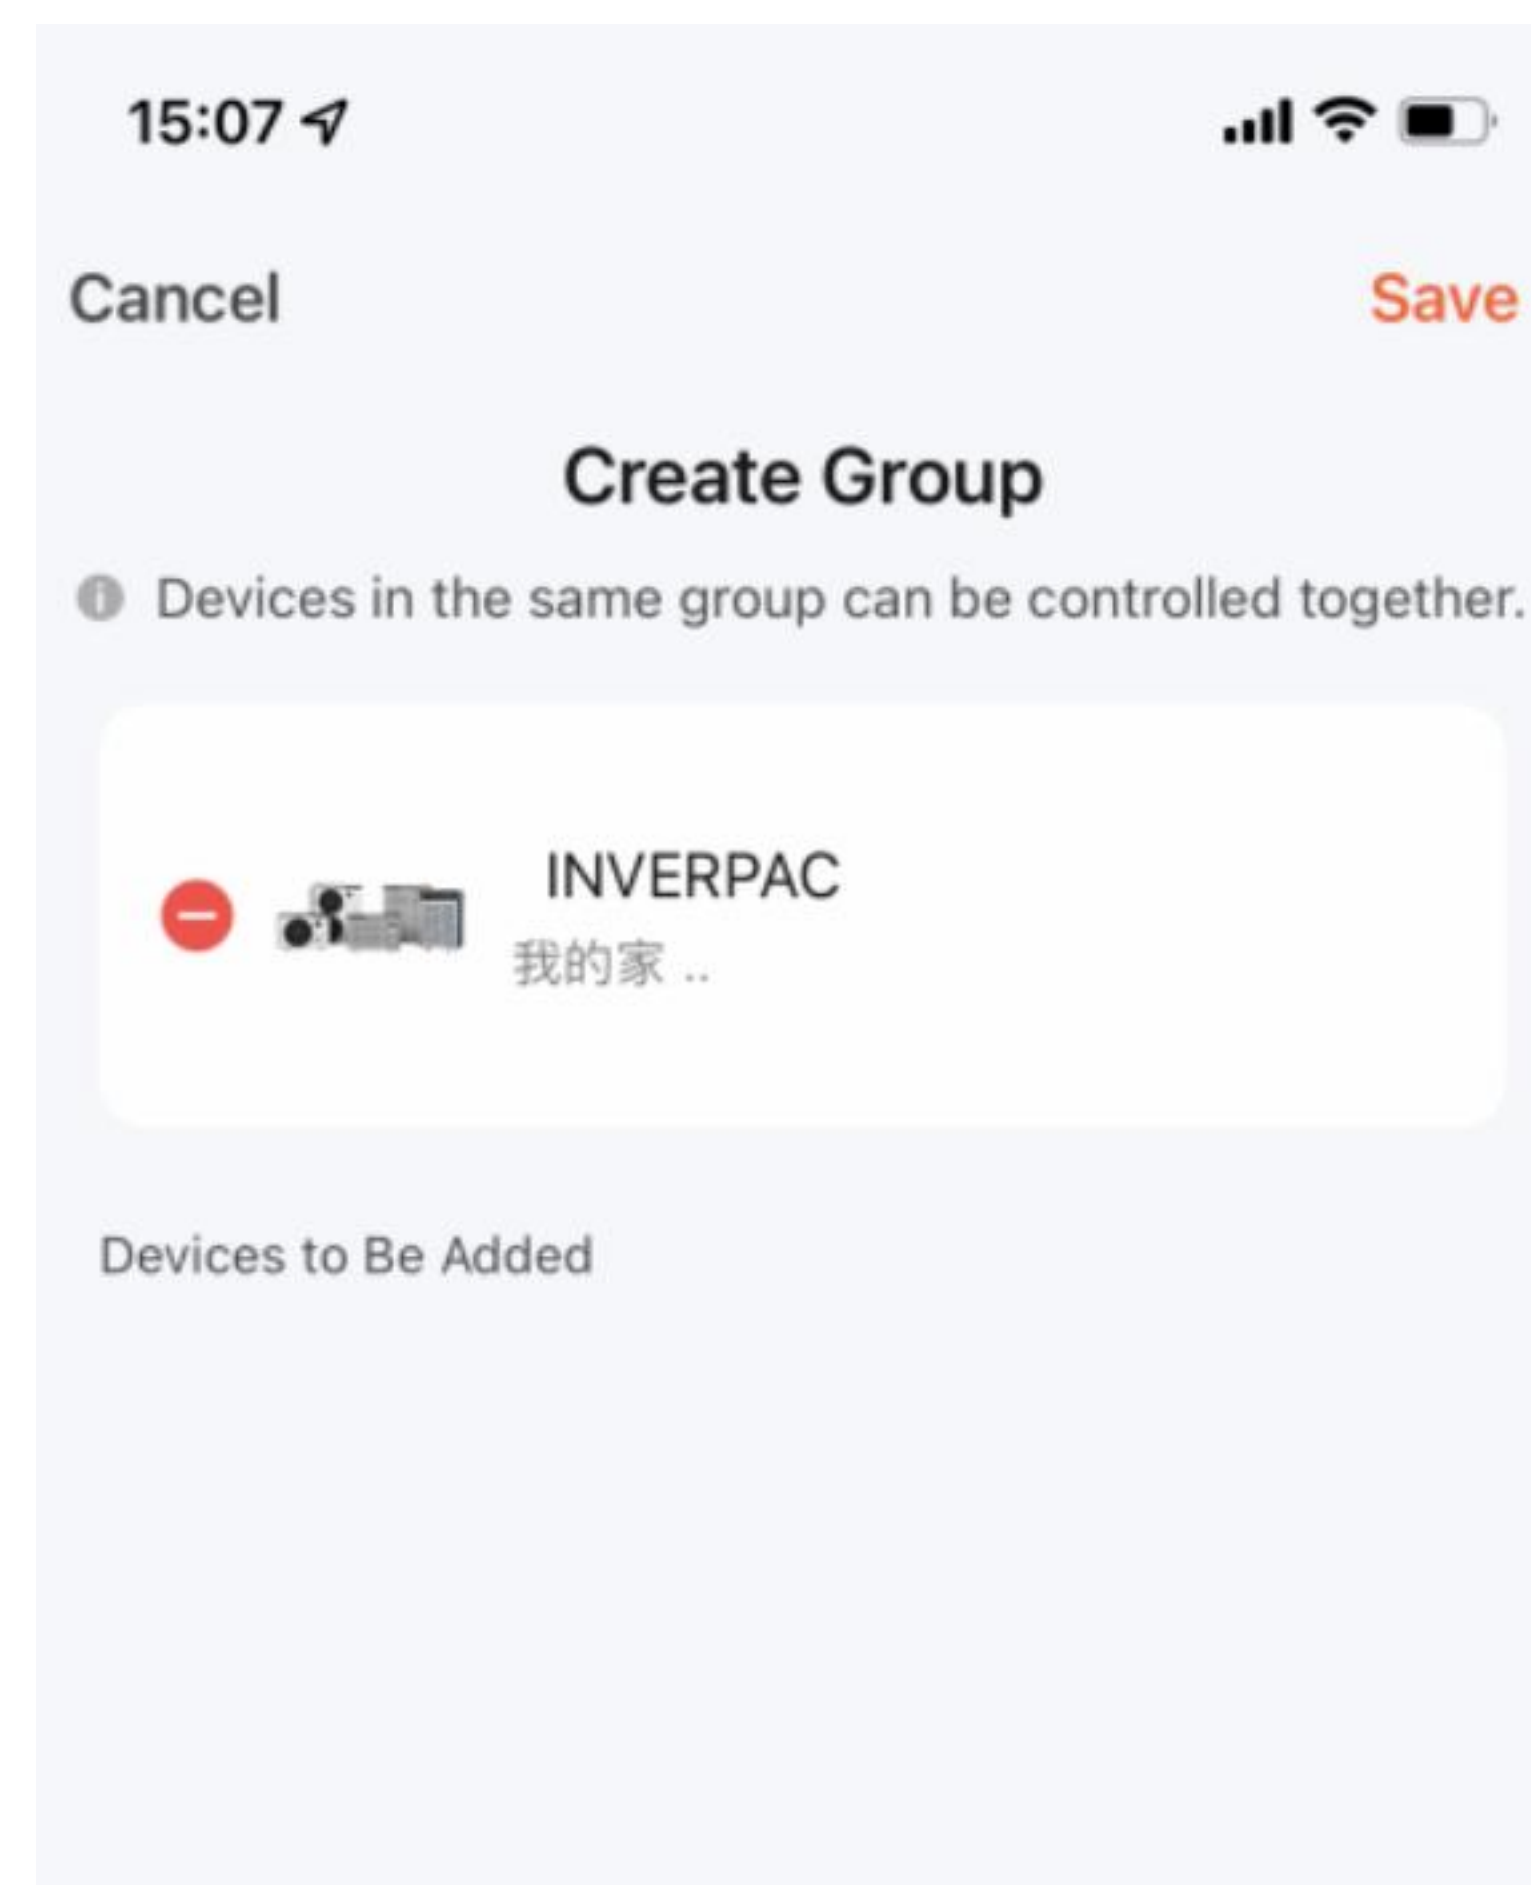 15:07
Cancel
Save
Create Group
Devices in the same group can be controlled together.
INVERPAC
我的家 ..
Devices to Be Added